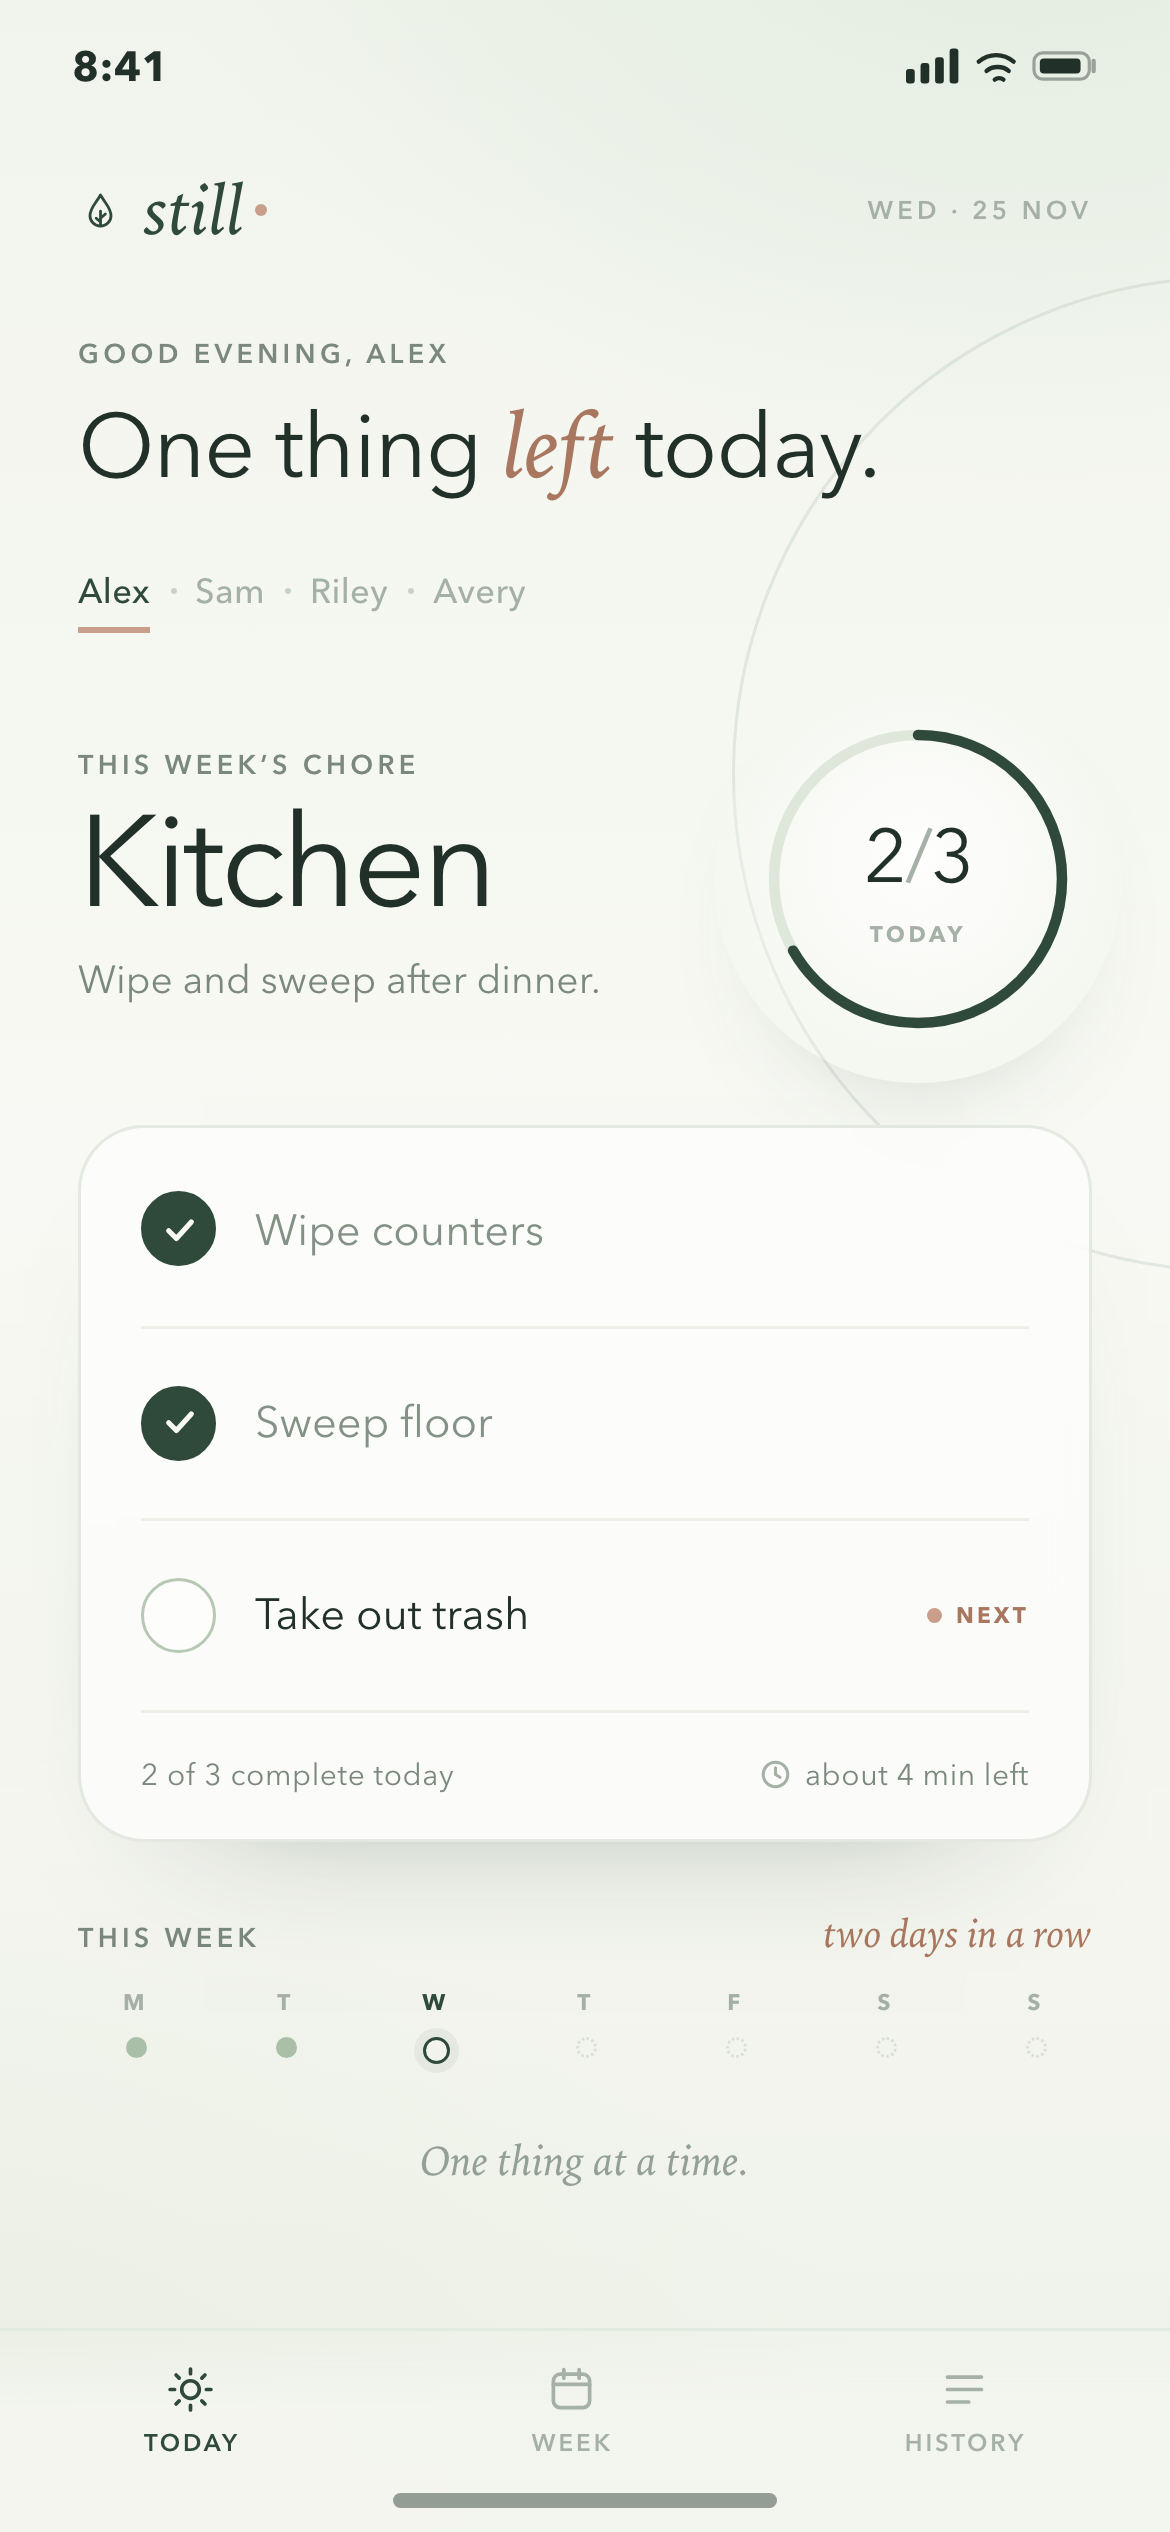 8:41
still
WED · 25 NOV
GOOD EVENING, ALEX
One thing left today.
Alex · Sam · Riley · Avery
THIS WEEK’S CHORE
Kitchen
Wipe and sweep after dinner.
2/3
TODAY
Wipe counters
Sweep floor
Take out trash
NEXT
2 of 3 complete today
about 4 min left
THIS WEEK
two days in a row
M T W T F S S
One thing at a time.
TODAY
WEEK
HISTORY